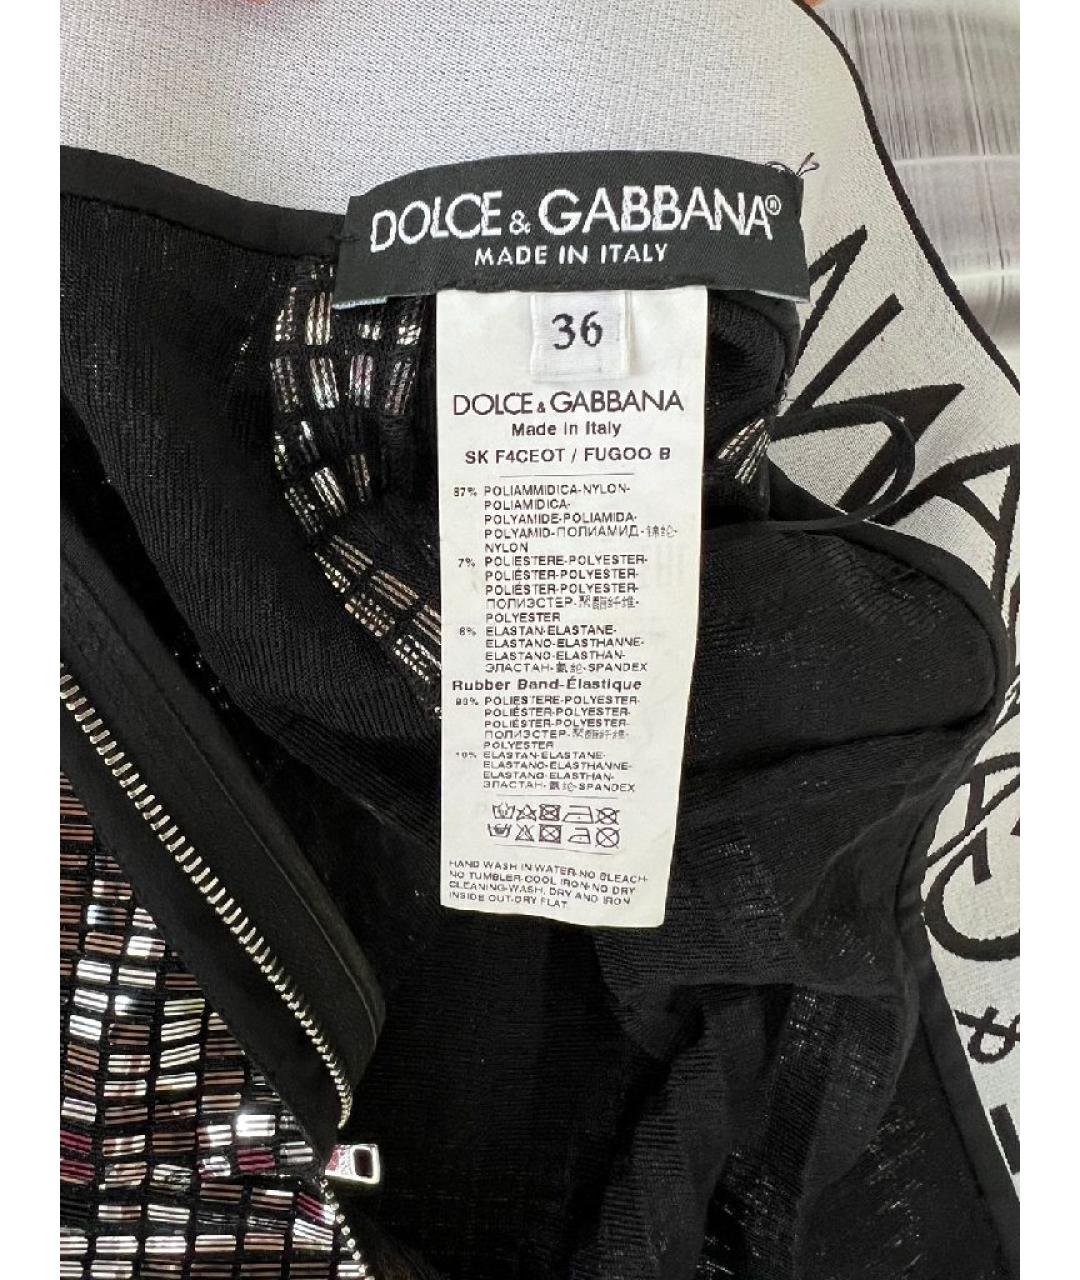 DOLCE & GABBANA®
MADE IN ITALY
36
DOLCE & GABBANA
Made in Italy
SK F4CEOT / FUGOO B
87% POLIAMMIDICA-NYLON-
POLIAMIDICA-
POLYAMIDE-POLIAMIDA-
POLYAMID-ПОЛИАМИД-锦纶-
NYLON
7% POLIESTERE-POLYESTER-
POLIÉSTER-POLYESTER-
POLIÉSTER-POLYESTER-
ПОЛИЭСТЕР-聚酯纤维-
POLYESTER
6% ELASTAN-ELASTANE-
ELASTANO-ELASTHANNE-
ELASTANO-ELASTHAN-
ЭЛАСТАН-氨纶-SPANDEX
Rubber Band-Élastique
90% POLIESTERE-POLYESTER-
POLIÉSTER-POLYESTER-
POLIÉSTER-POLYESTER-
ПОЛИЭСТЕР-聚酯纤维-
POLYESTER
10% ELASTAN-ELASTANE-
ELASTANO-ELASTHANNE-
ELASTANO-ELASTHAN-
ЭЛАСТАН-氨纶-SPANDEX
HAND WASH IN WATER-NO BLEACH-
NO TUMBLER-COOL IRON-NO DRY
CLEANING-WASH, DRY AND IRON
INSIDE OUT-DRY FLAT.
&